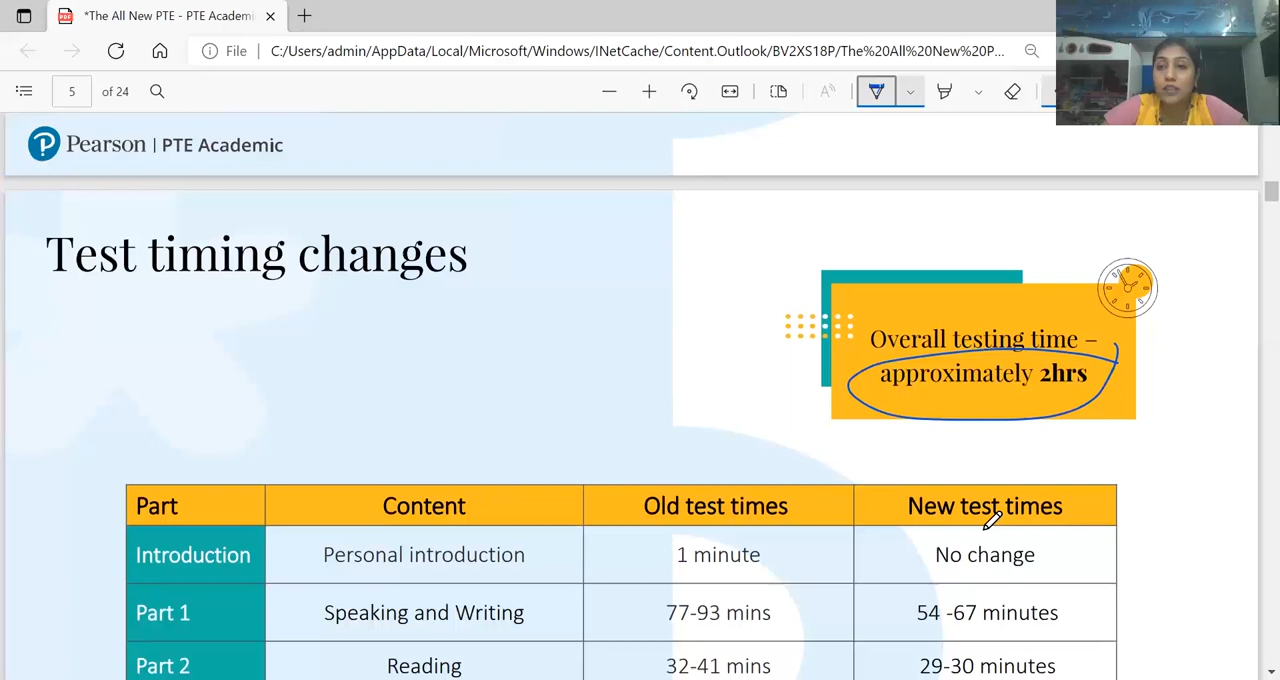 *The All New PTE - PTE Academi
File
C:/Users/admin/AppData/Local/Microsoft/Windows/INetCache/Content.Outlook/BV2XS18P/The%20All%20New%20P...
5 of 24
Pearson | PTE Academic
Test timing changes
Overall testing time –
approximately 2hrs
Part Content Old test times New test times
Introduction Personal introduction 1 minute No change
Part 1 Speaking and Writing 77-93 mins 54 -67 minutes
Part 2 Reading 32-41 mins 29-30 minutes